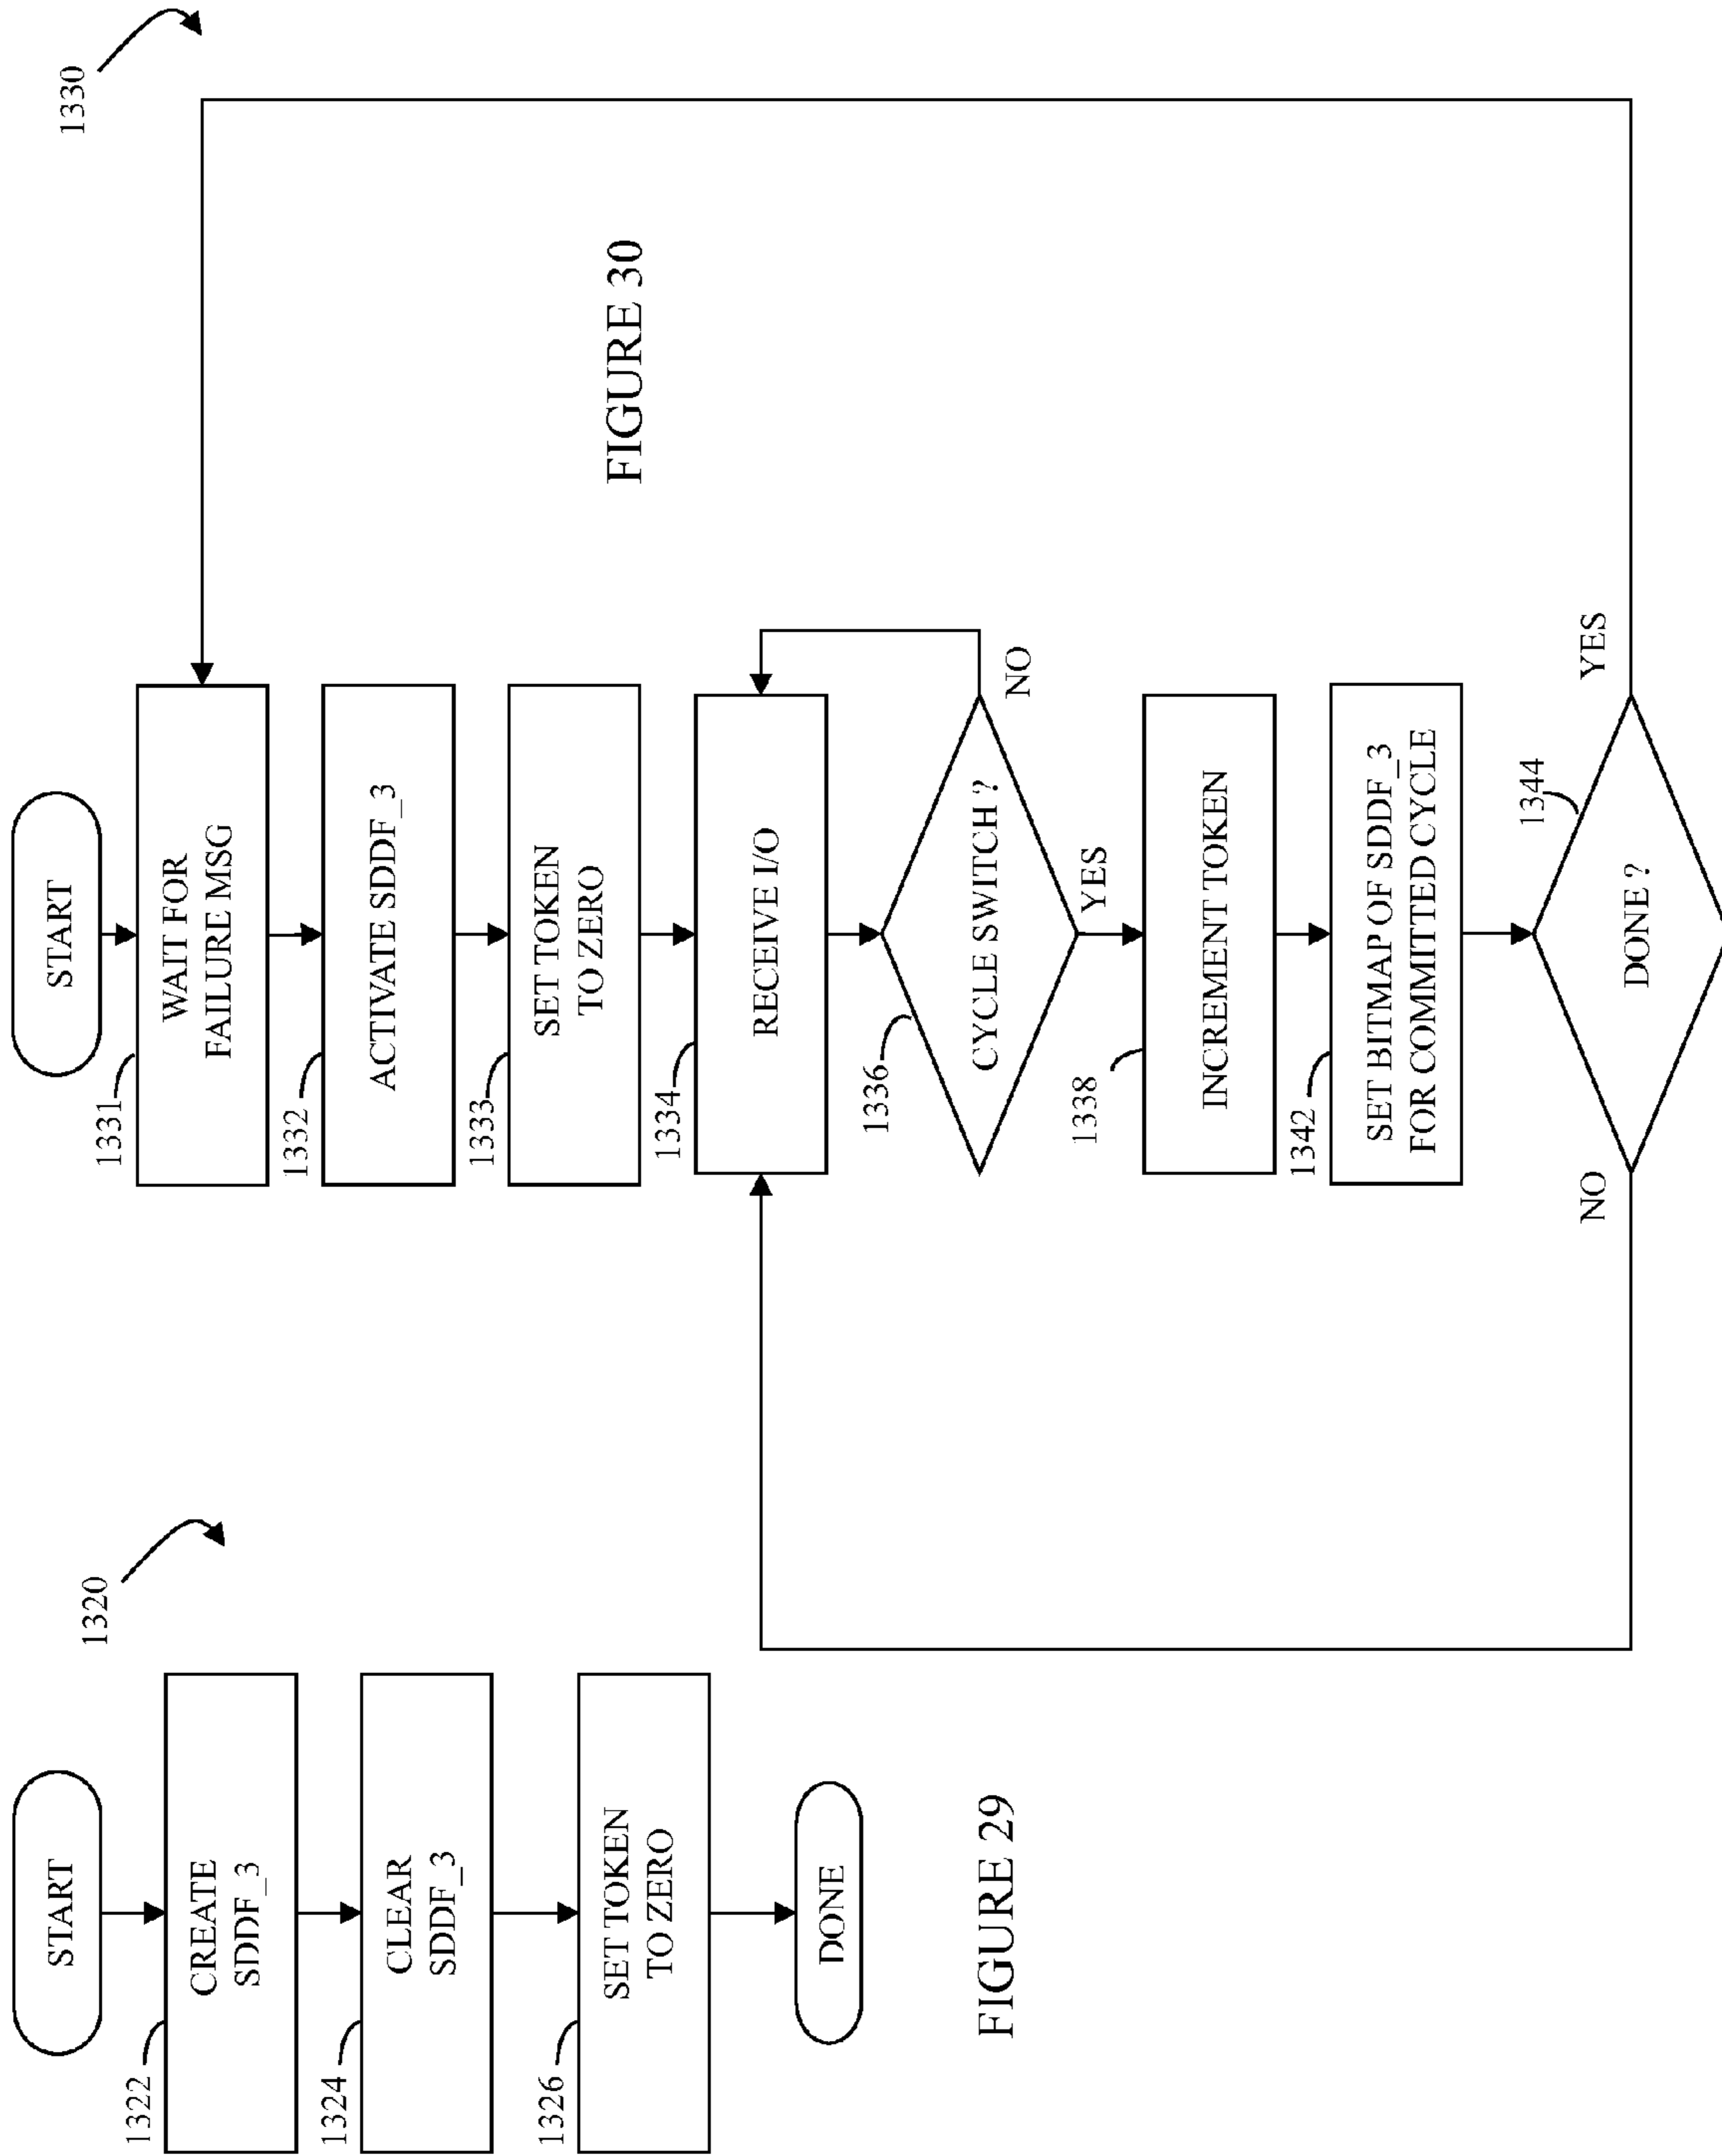 1320
START
1322
CREATE
SDDF_3
1324
CLEAR
SDDF_3
1326
SET TOKEN
TO ZERO
DONE
FIGURE 29
1330
START
1331
WAIT FOR
FAILURE MSG
1332
ACTIVATE SDDF_3
1333
SET TOKEN
TO ZERO
1334
RECEIVE I/O
1336
CYCLE SWITCH ?
NO
YES
1338
INCREMENT TOKEN
1342
SET BITMAP OF SDDF_3
FOR COMMITTED CYCLE
1344
DONE ?
NO
YES
FIGURE 30